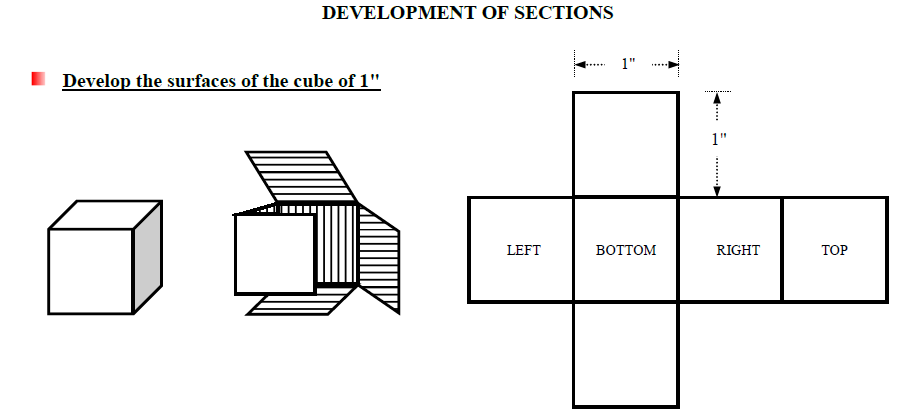 DEVELOPMENT OF SECTIONS
Develop the surfaces of the cube of 1"
1"
1"
LEFT
BOTTOM
RIGHT
TOP